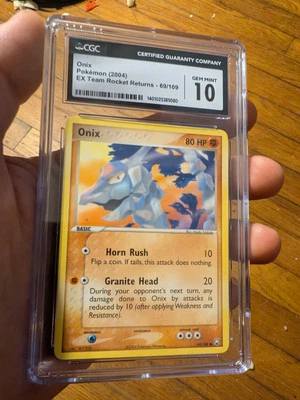 CGC
CERTIFIED GUARANTY COMPANY
Onix
Pokémon (2004)
EX Team Rocket Returns - 69/109
GEM MINT
10
Onix
80 HP
BASIC
Horn Rush 10
Flip a coin. If tails, this attack does nothing.
Granite Head 20
During your opponent's next turn, any
damage done to Onix by attacks is
reduced by 10 (after applying Weakness and
Resistance).